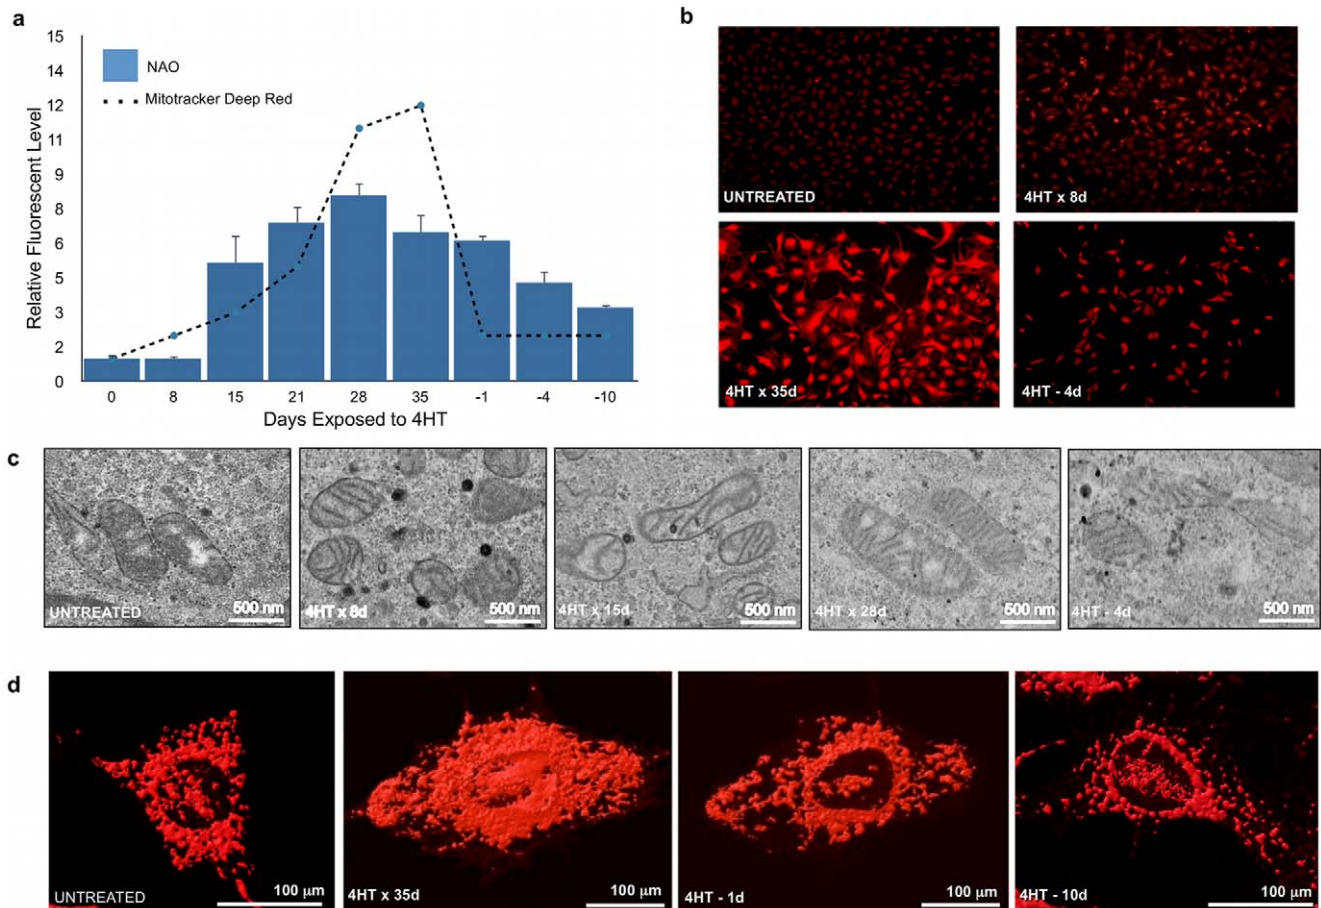 a
15
14
12
11
9
8
6
5
3
2
0
Relative Fluorescent Level
NAO
Mitotracker Deep Red
0 8 15 21 28 35 -1 -4 -10
Days Exposed to 4HT
b
UNTREATED
4HT x 8d
4HT x 35d
4HT - 4d
c
UNTREATED
500 nm
4HT x 8d
500 nm
4HT x 15d
500 nm
4HT x 28d
500 nm
4HT - 4d
500 nm
d
UNTREATED
100 µm
4HT x 35d
100 µm
4HT - 1d
100 µm
4HT - 10d
100 µm